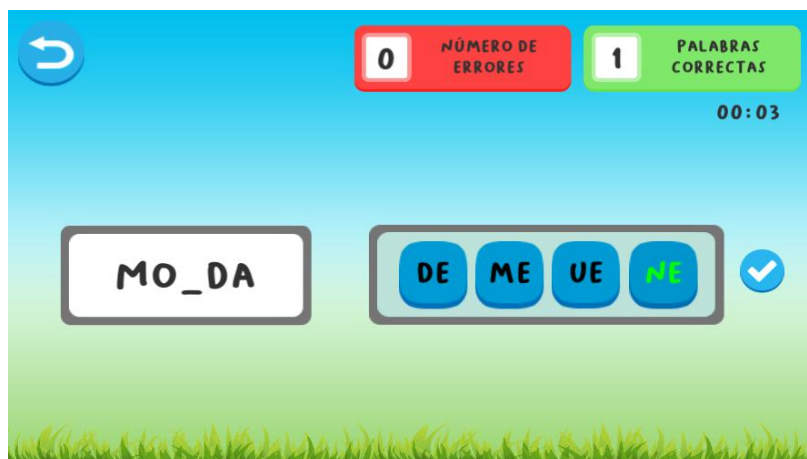 0
NÚMERO DE
ERRORES
1
PALABRAS
CORRECTAS
00:03
MO_DA
DE ME UE NE